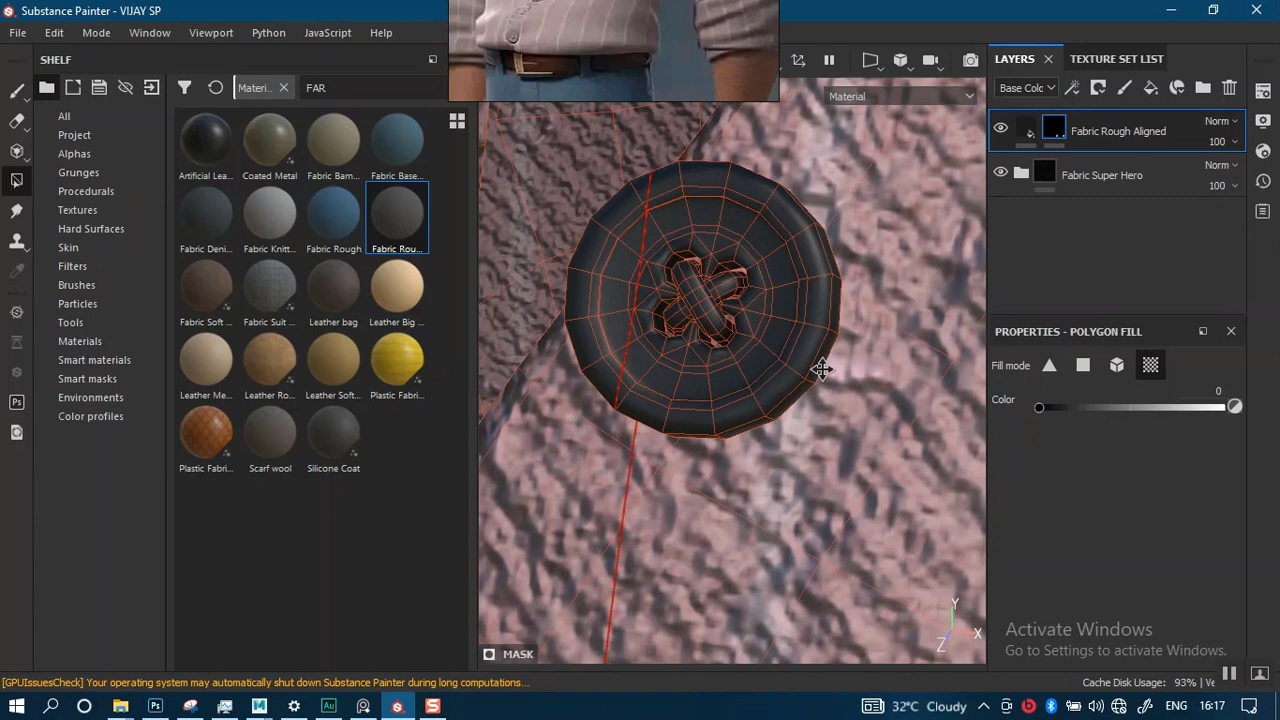 Substance Painter - VIJAY SP
File Edit Mode Window Viewport Python JavaScript Help
SHELF
Materi... FAR
All
Project
Alphas
Grunges
Procedurals
Textures
Hard Surfaces
Skin
Filters
Brushes
Particles
Tools
Materials
Smart materials
Smart masks
Environments
Color profiles
Artificial Lea... Coated Metal Fabric Bam... Fabric Base...
Fabric Deni... Fabric Knitt... Fabric Rough Fabric Rou...
Fabric Soft ... Fabric Suit ... Leather bag Leather Big ...
Leather Me... Leather Ro... Leather Soft... Plastic Fabri...
Plastic Fabri... Scarf wool Silicone Coat
Material
Y
X
Z
MASK
LAYERS TEXTURE SET LIST
Base Colc
Fabric Rough Aligned Norm
100
Fabric Super Hero Norm
100
PROPERTIES - POLYGON FILL
Fill mode
Color 0
Activate Windows
Go to Settings to activate Windows.
[GPUIssuesCheck] Your operating system may automatically shut down Substance Painter during long computations...
Cache Disk Usage: 93% | Ve
Ps Au
32°C Cloudy ENG 16:17